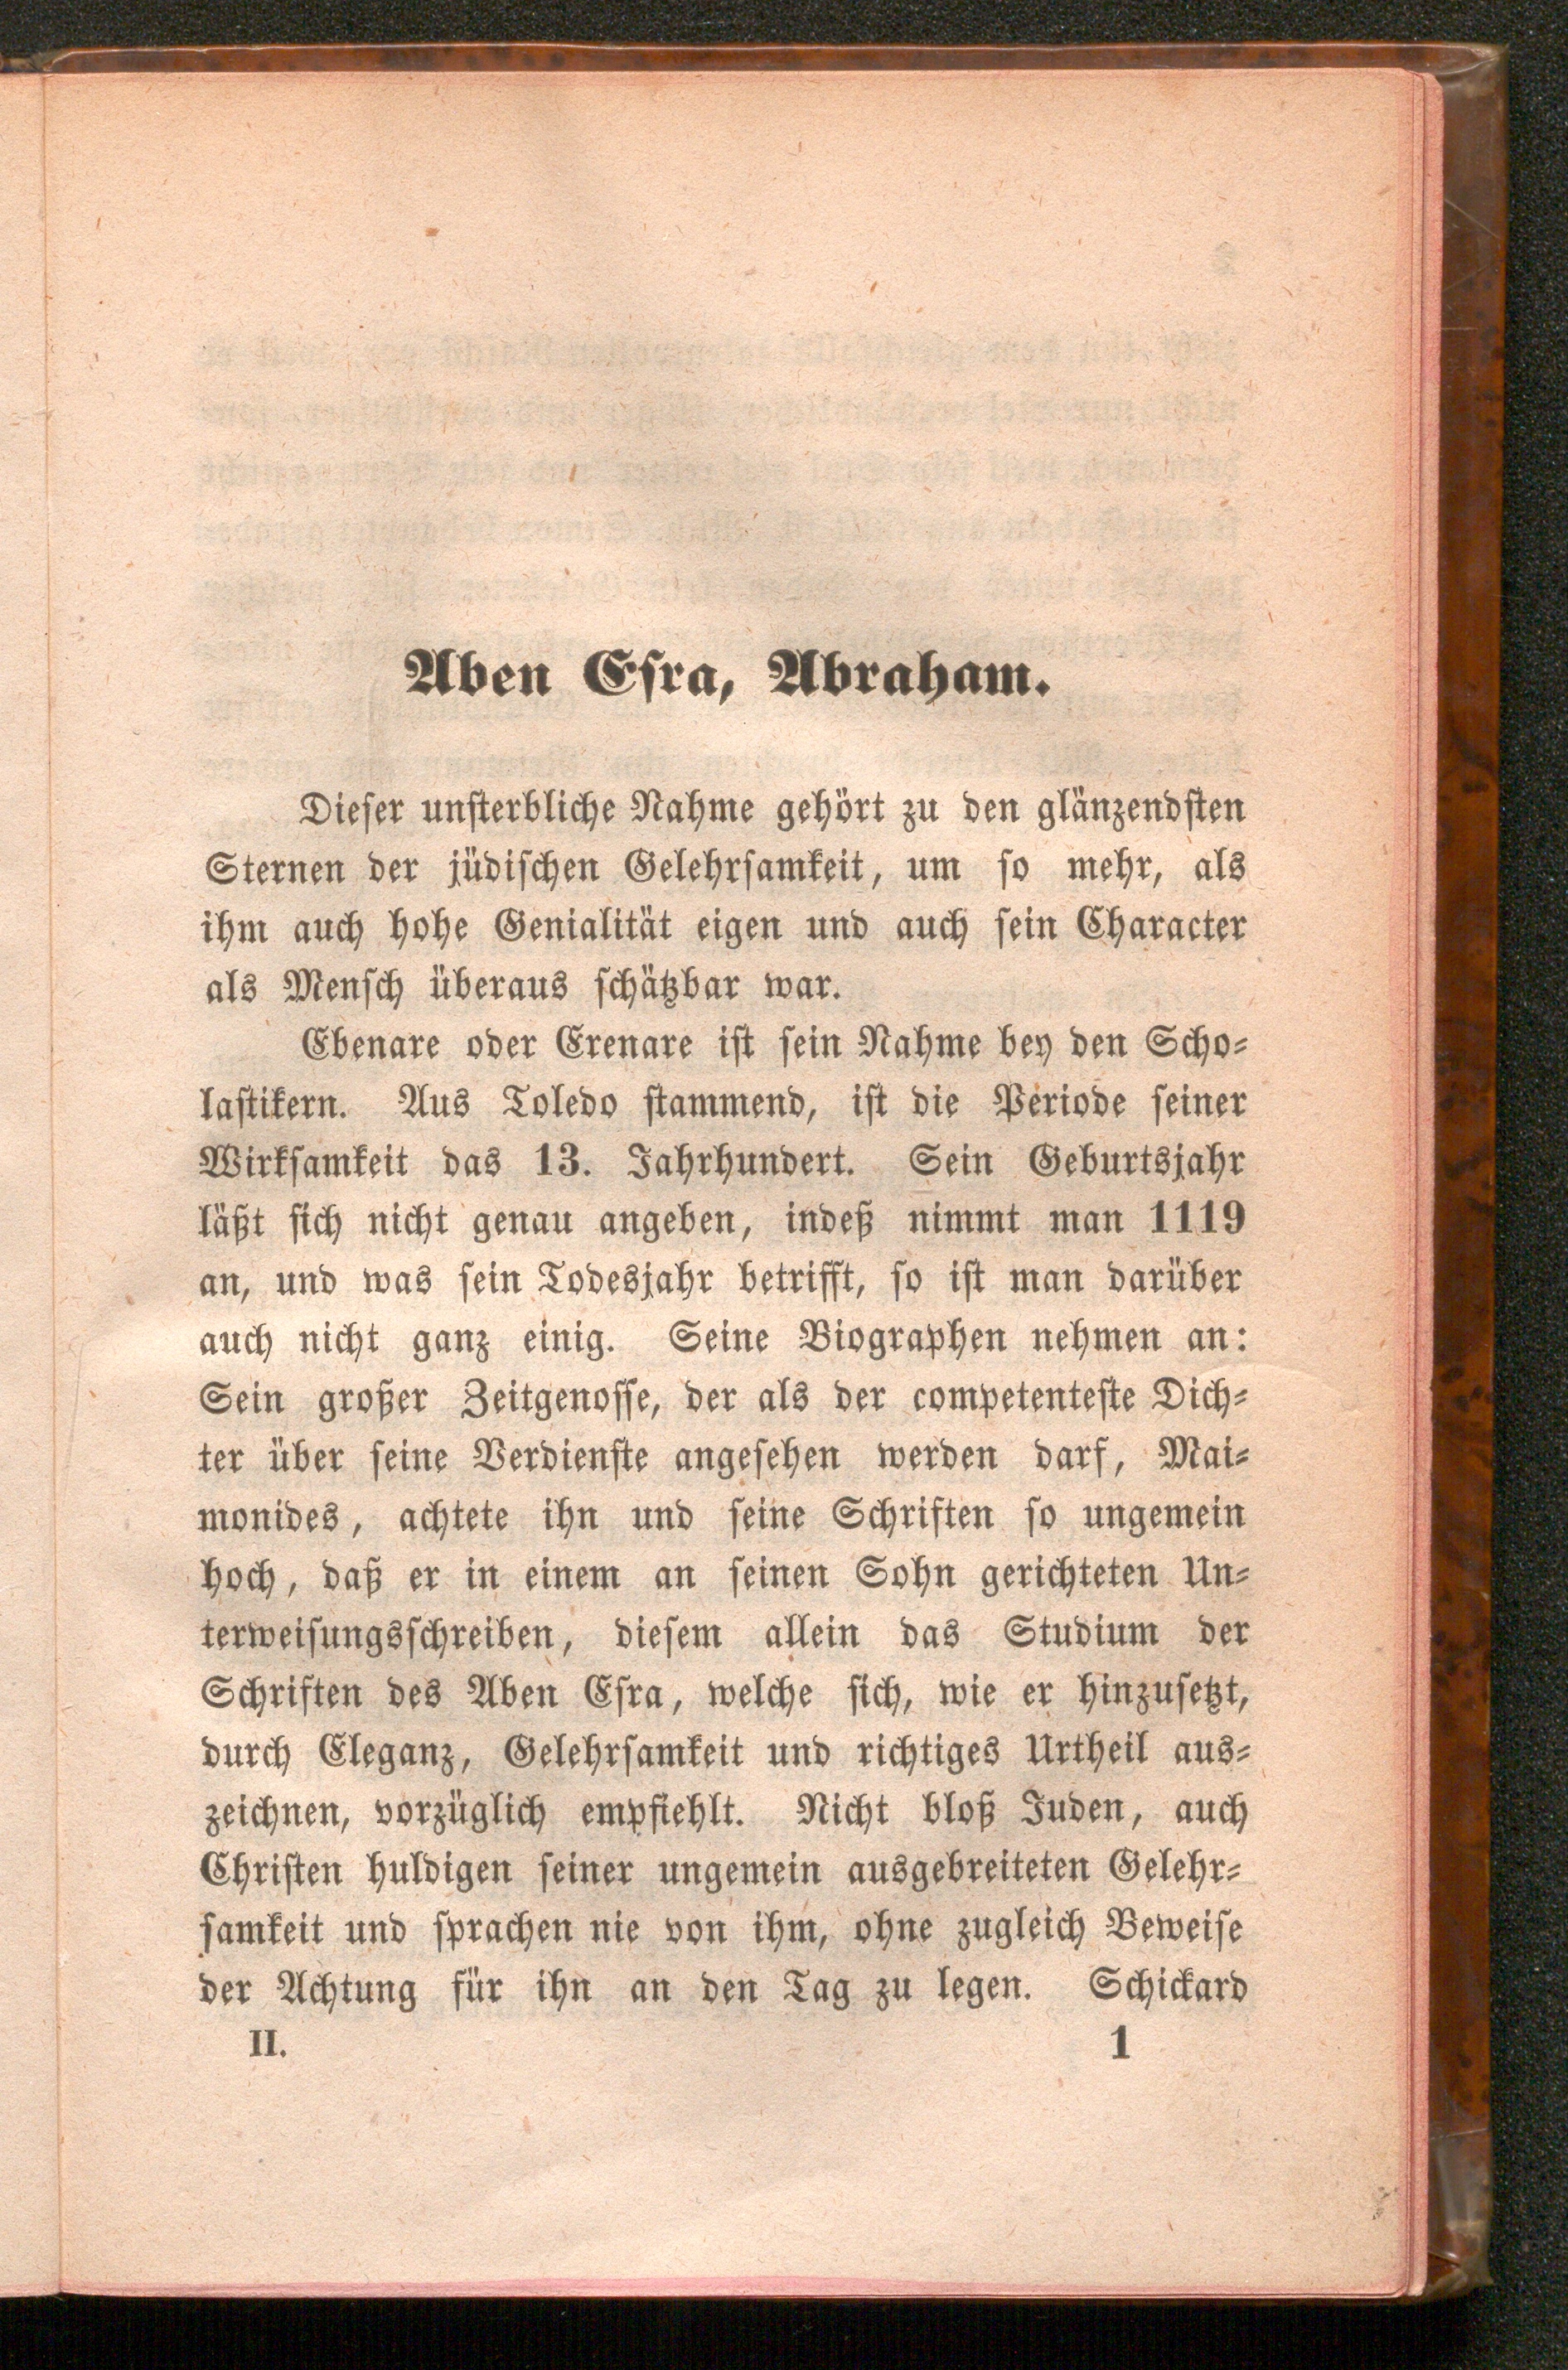 Aben Esra, Abraham.
Dieser unsterbliche Nahme gehört zu den glänzendsten
Sternen der jüdischen Gelehrsamkeit, um so mehr, als
ihm auch hohe Genialität eigen und auch sein Character
als Mensch überaus schätzbar war.
Ebenare oder Erenare ist sein Nahme bey den Scho-
lastikern. Aus Toledo stammend, ist die Periode seiner
Wirksamkeit das 13. Jahrhundert. Sein Geburtsjahr
läßt sich nicht genau angeben, indeß nimmt man 1119
an, und was sein Todesjahr betrifft, so ist man darüber
auch nicht ganz einig. Seine Biographen nehmen an:
Sein großer Zeitgenosse, der als der competenteste Dich-
ter über seine Verdienste angesehen werden darf, Mai-
monides, achtete ihn und seine Schriften so ungemein
hoch, daß er in einem an seinen Sohn gerichteten Un-
terweisungsschreiben, diesem allein das Studium der
Schriften des Aben Esra, welche sich, wie er hinzusetzt,
durch Eleganz, Gelehrsamkeit und richtiges Urtheil aus-
zeichnen, vorzüglich empfiehlt. Nicht bloß Juden, auch
Christen huldigen seiner ungemein ausgebreiteten Gelehr-
samkeit und sprachen nie von ihm, ohne zugleich Beweise
der Achtung für ihn an den Tag zu legen. Schickard
II. 1